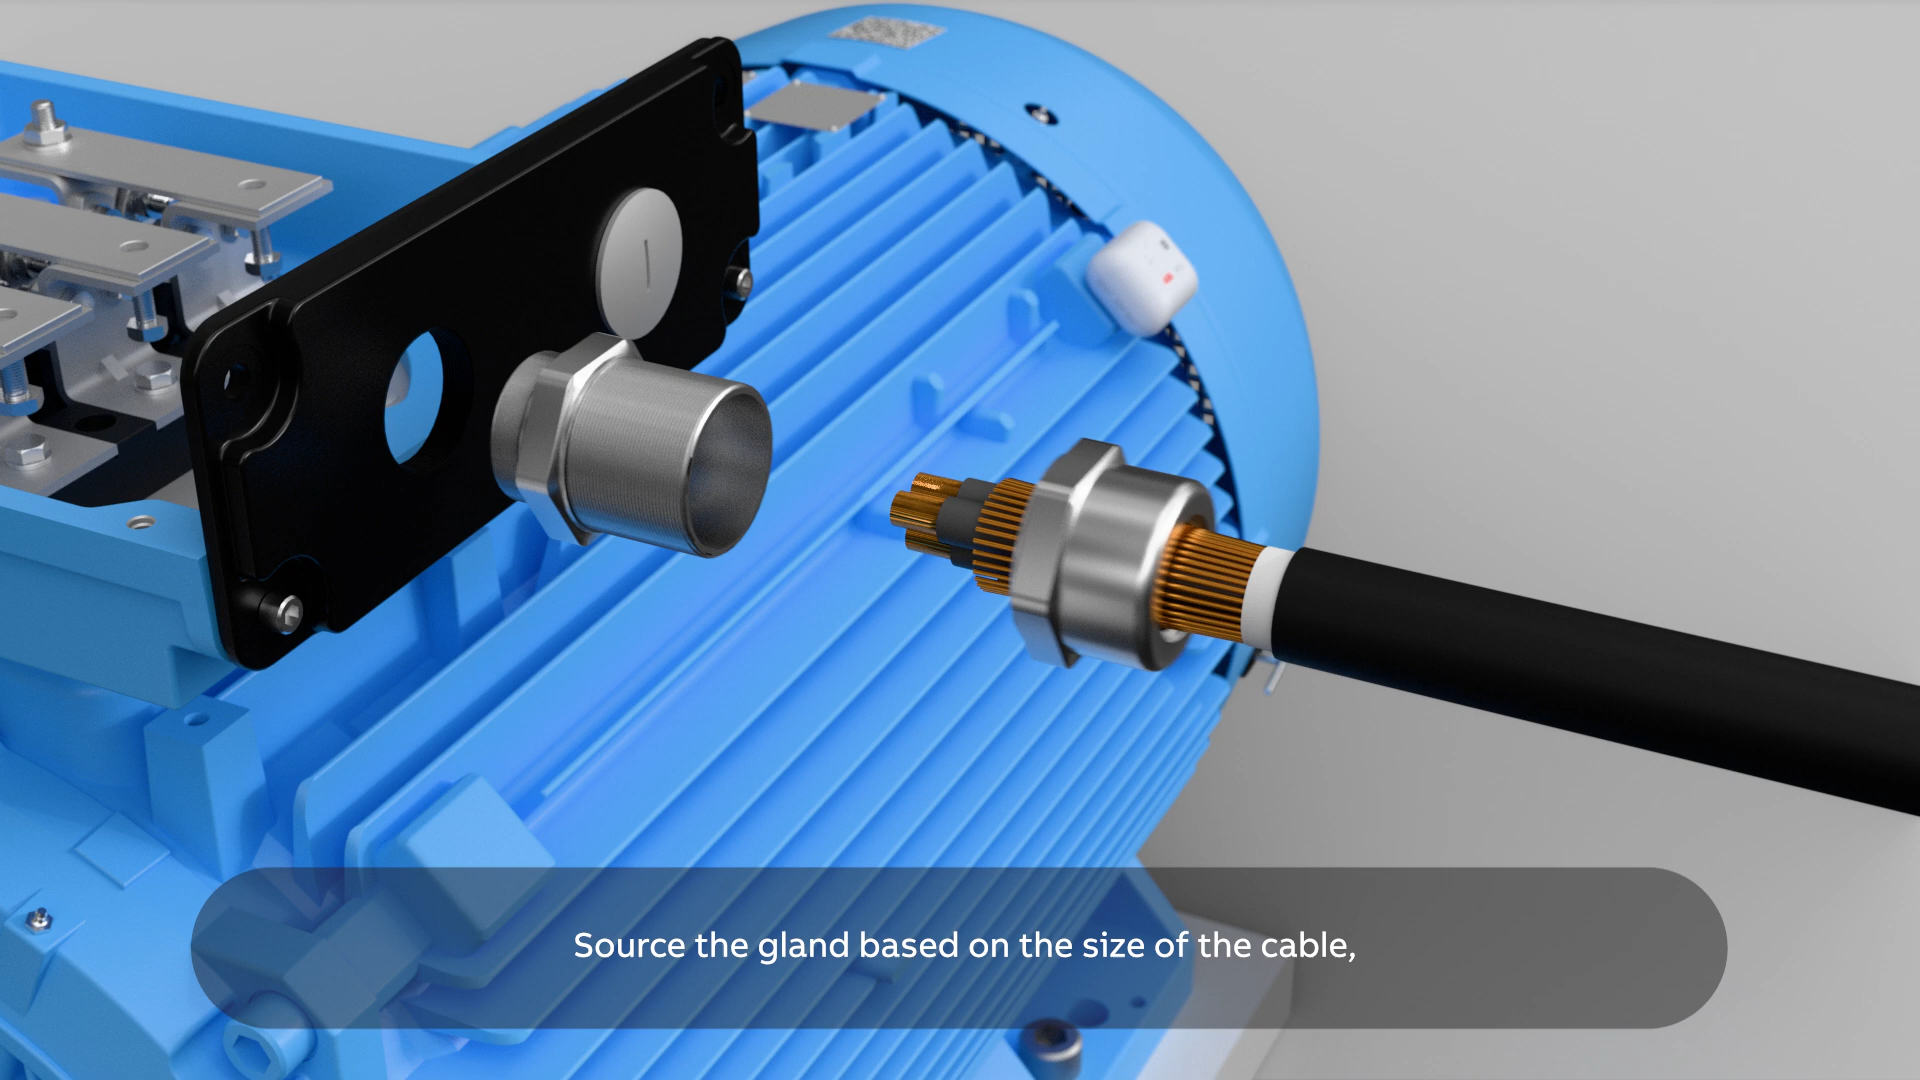 Source the gland based on the size of the cable,